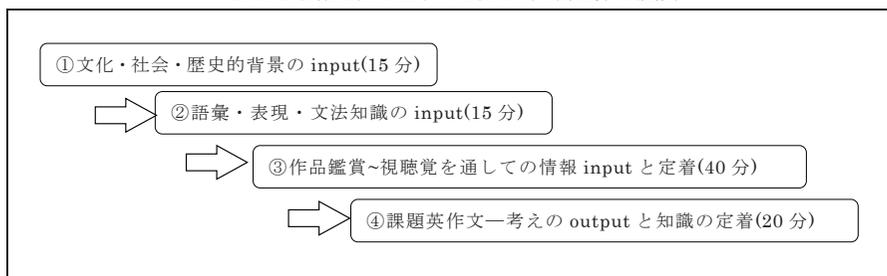 ①文化・社会・歴史的背景の input(15 分)
②語彙・表現・文法知識の input(15 分)
③作品鑑賞~視聴覚を通しての情報 input と定着(40 分)
④課題英作文―考えの output と知識の定着(20 分)